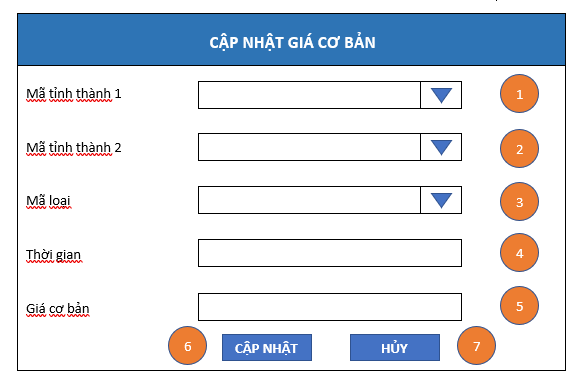 CẬP NHẬT GIÁ CƠ BẢN
Mã tỉnh thành 1
1
Mã tỉnh thành 2
2
Mã loại
3
Thời gian
4
Giá cơ bản
5
6 CẬP NHẬT HỦY 7